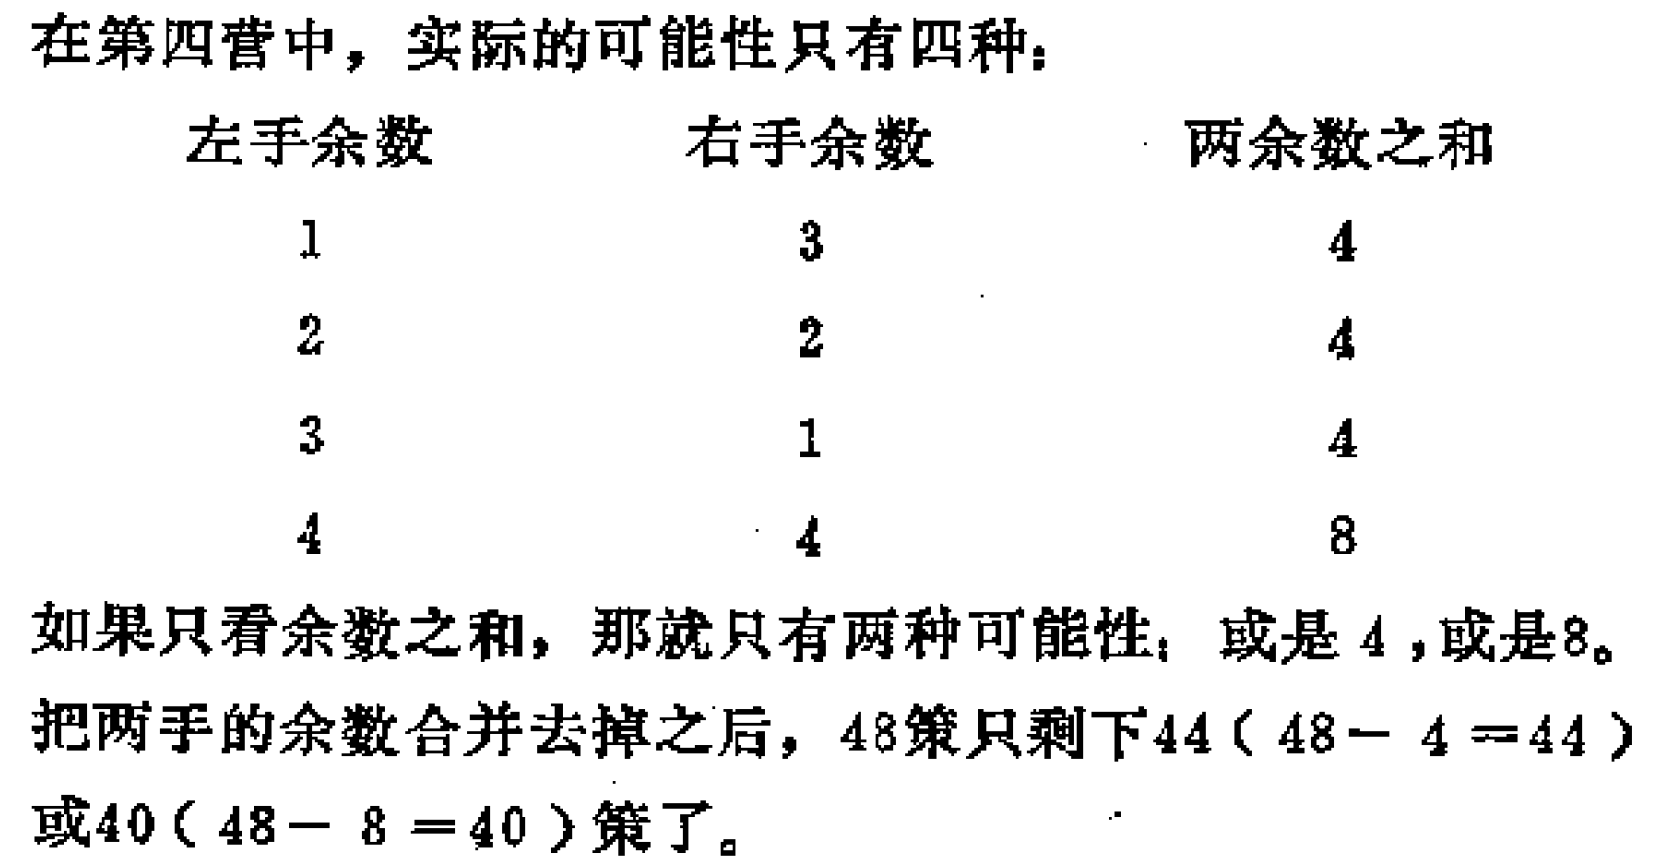 在第四营中，实际的可能性只有四种：
左手余数 右手余数 两余数之和
1 3 4
2 2 4
3 1 4
4 4 8
如果只看余数之和，那就只有两种可能性：或是4，或是8。
把两手的余数合并去掉之后，48策只剩下44（48－4＝44）
或40（48－8＝40）策了。